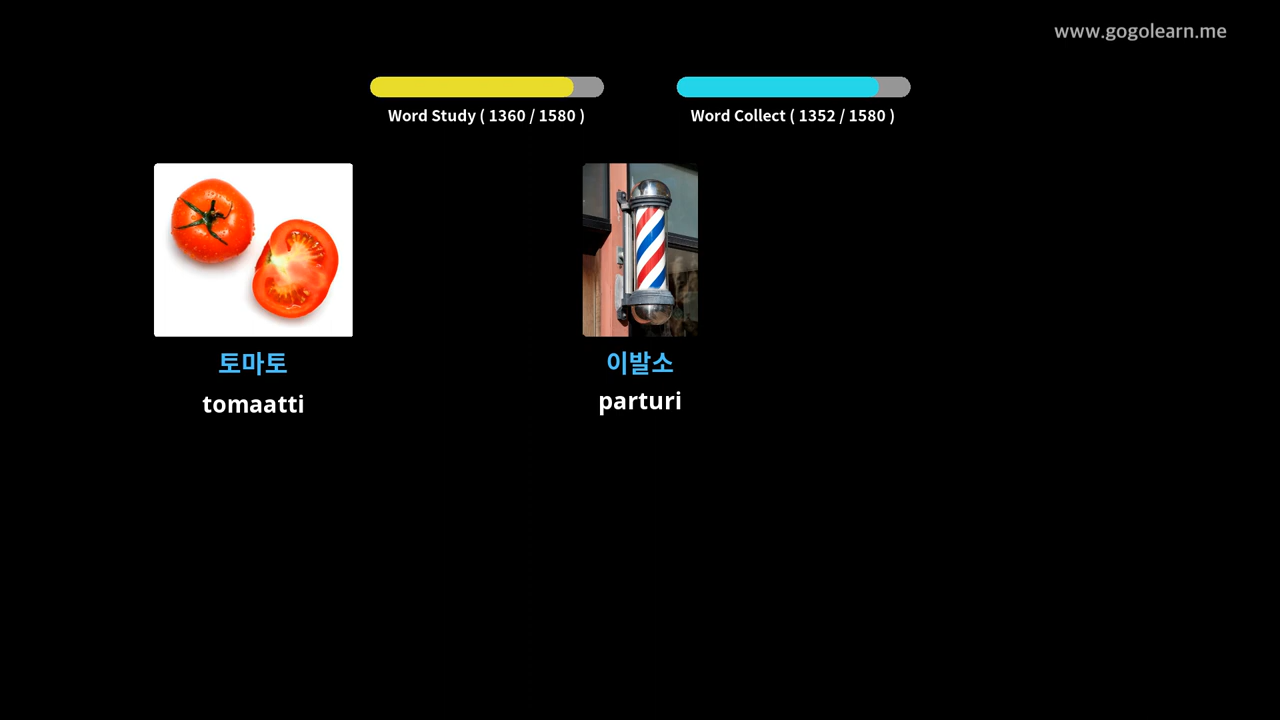 www.gogolearn.me
Word Study ( 1360 / 1580 )
Word Collect ( 1352 / 1580 )
토마토
tomaatti
이발소
parturi